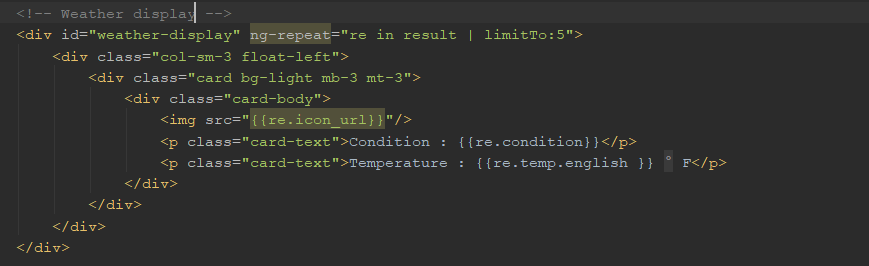 <!-- Weather display -->
<div id="weather-display" ng-repeat="re in result | limitTo:5">
<div class="col-sm-3 float-left">
<div class="card bg-light mb-3 mt-3">
<div class="card-body">
<img src="{{re.icon_url}}"/>
<p class="card-text">Condition : {{re.condition}}</p>
<p class="card-text">Temperature : {{re.temp.english }} ° F</p>
</div>
</div>
</div>
</div>